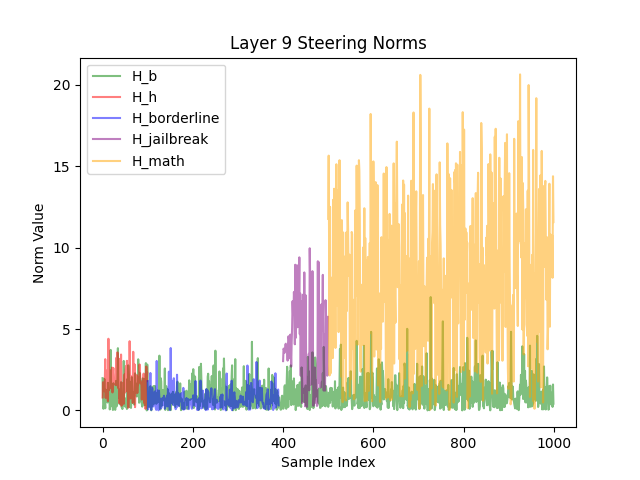 Layer 9 Steering Norms
H_b
H_h
H_borderline
H_jailbreak
H_math
Norm Value
20
15
10
5
0
0
200
400
600
800
1000
Sample Index